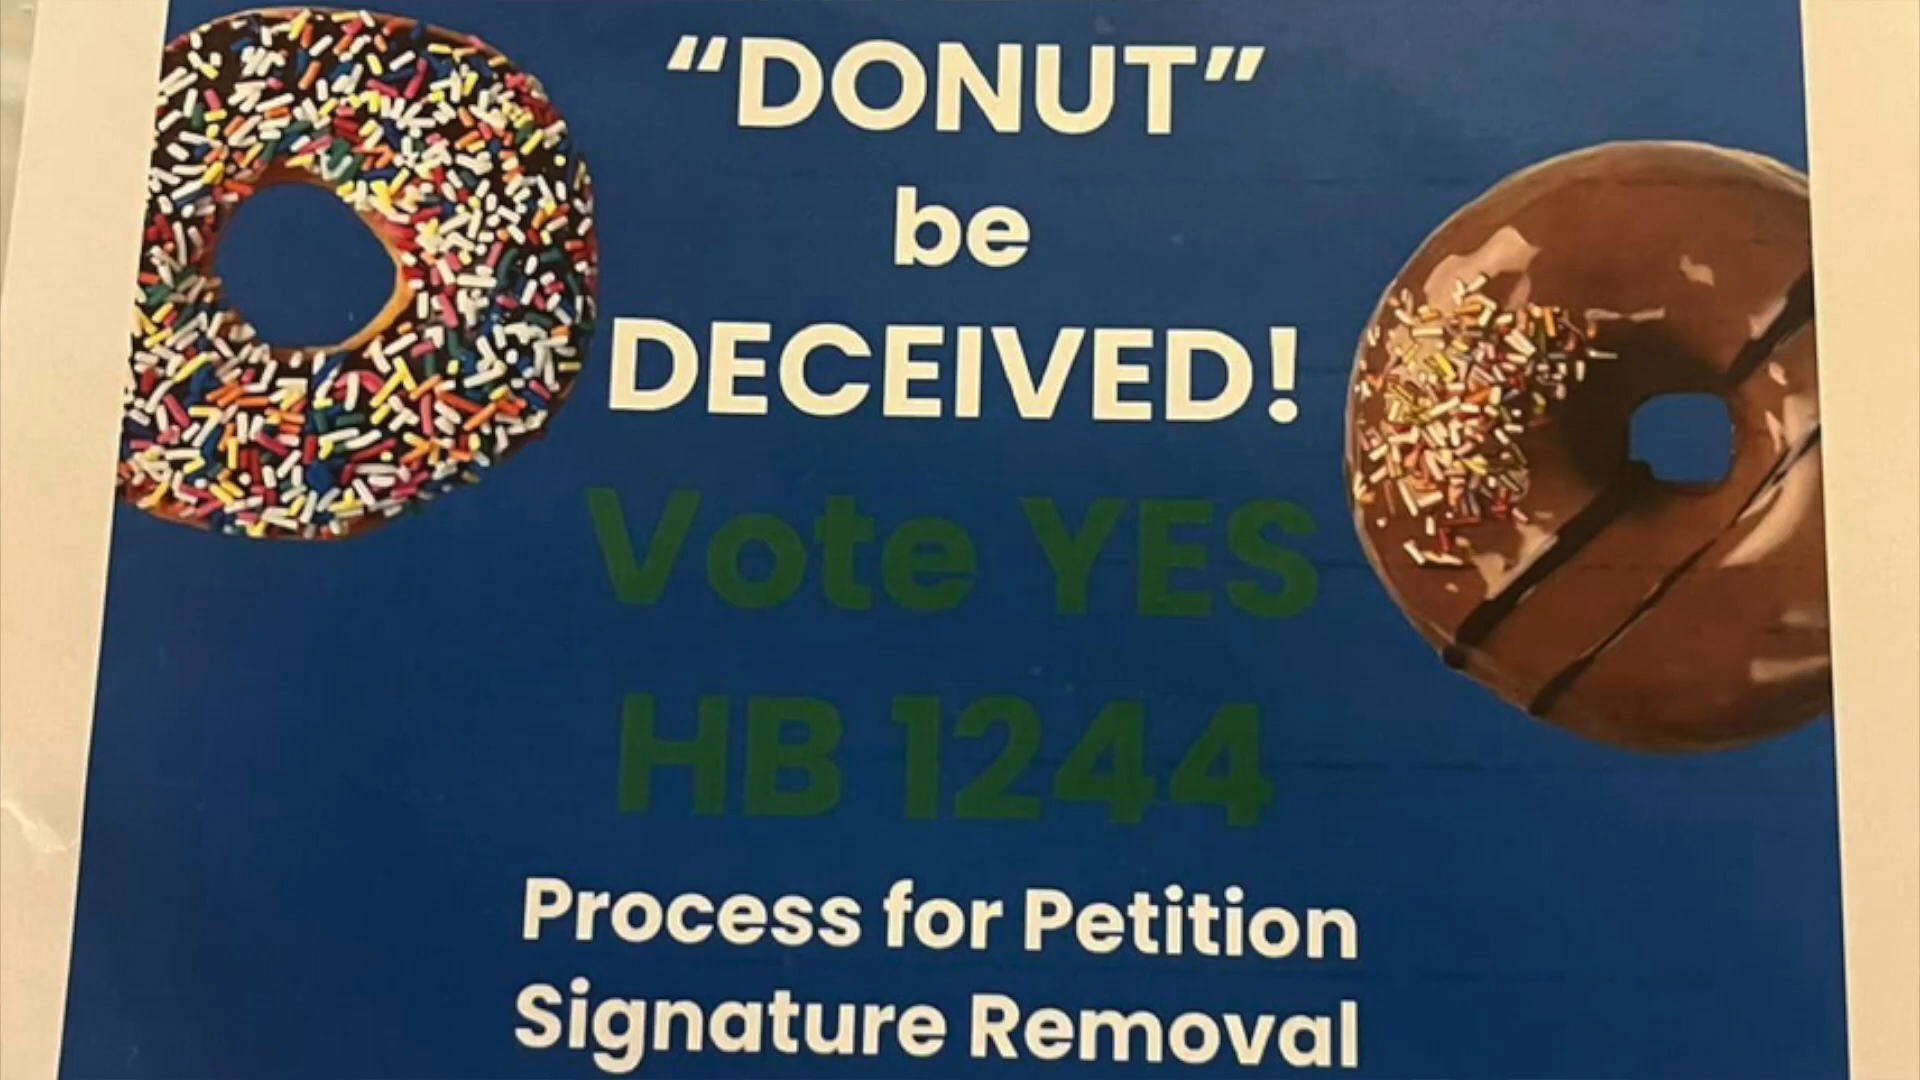 “DONUT”
be
DECEIVED!
Vote YES
HB 1244
Process for Petition
Signature Removal